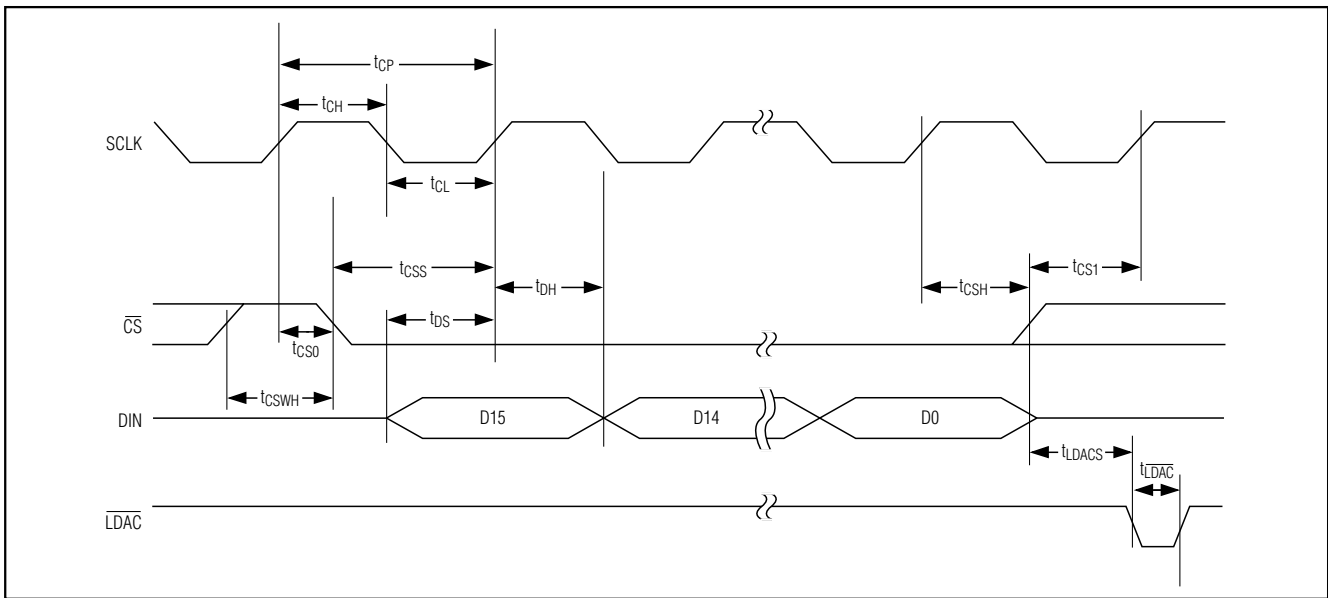 tCP
tCH
SCLK
tCL
tCSS
tDH
tCSH
tCS1
CS
tDS
tCS0
tCSWH
DIN
D15
D14
D0
tLDACS
tLDAC
LDAC